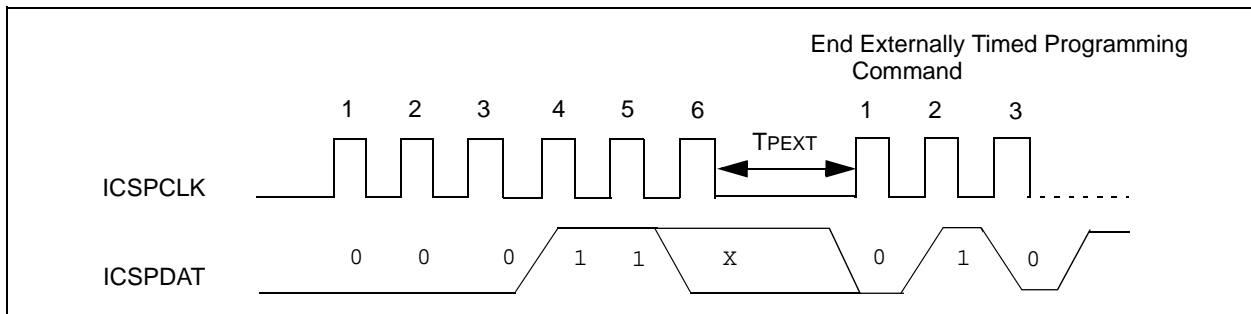 End Externally Timed Programming
Command
1 2 3 4 5 6 1 2 3
TPEXT
ICSPCLK
0 0 0 1 1 X 0 1 0
ICSPDAT